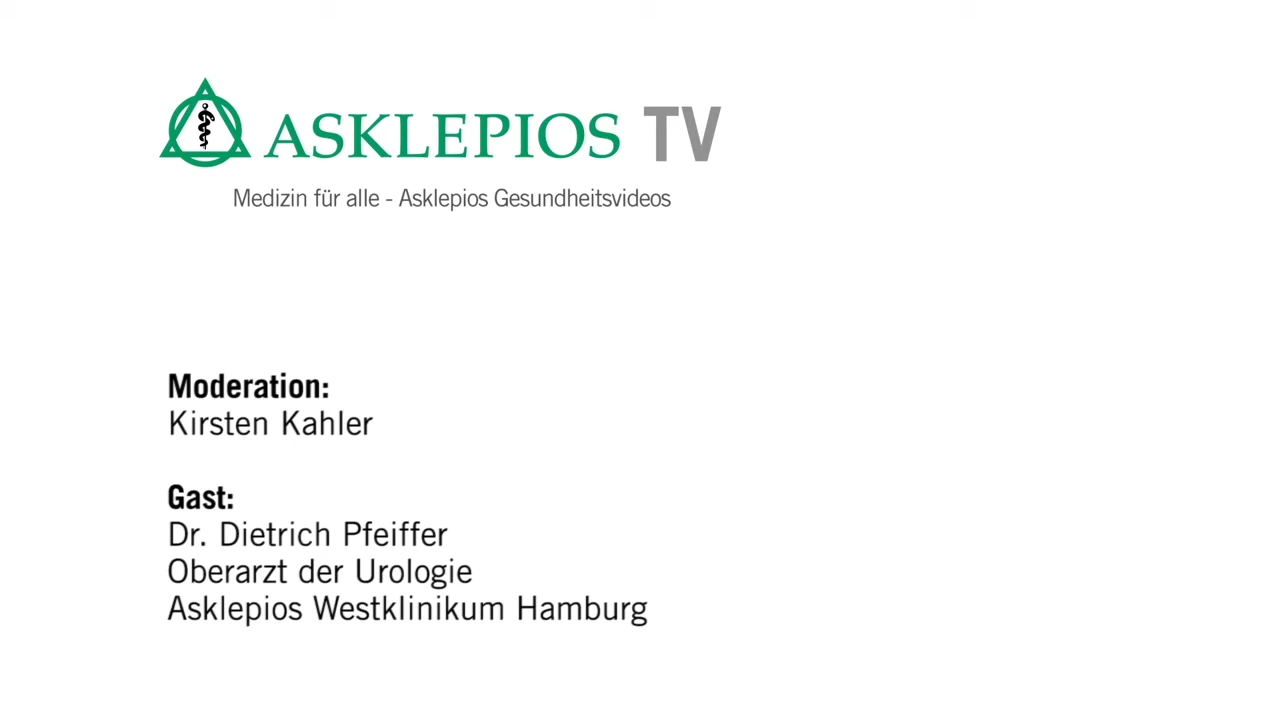 ASKLEPIOS TV
Medizin für alle - Asklepios Gesundheitsvideos
Moderation:
Kirsten Kahler
Gast:
Dr. Dietrich Pfeiffer
Oberarzt der Urologie
Asklepios Westklinikum Hamburg